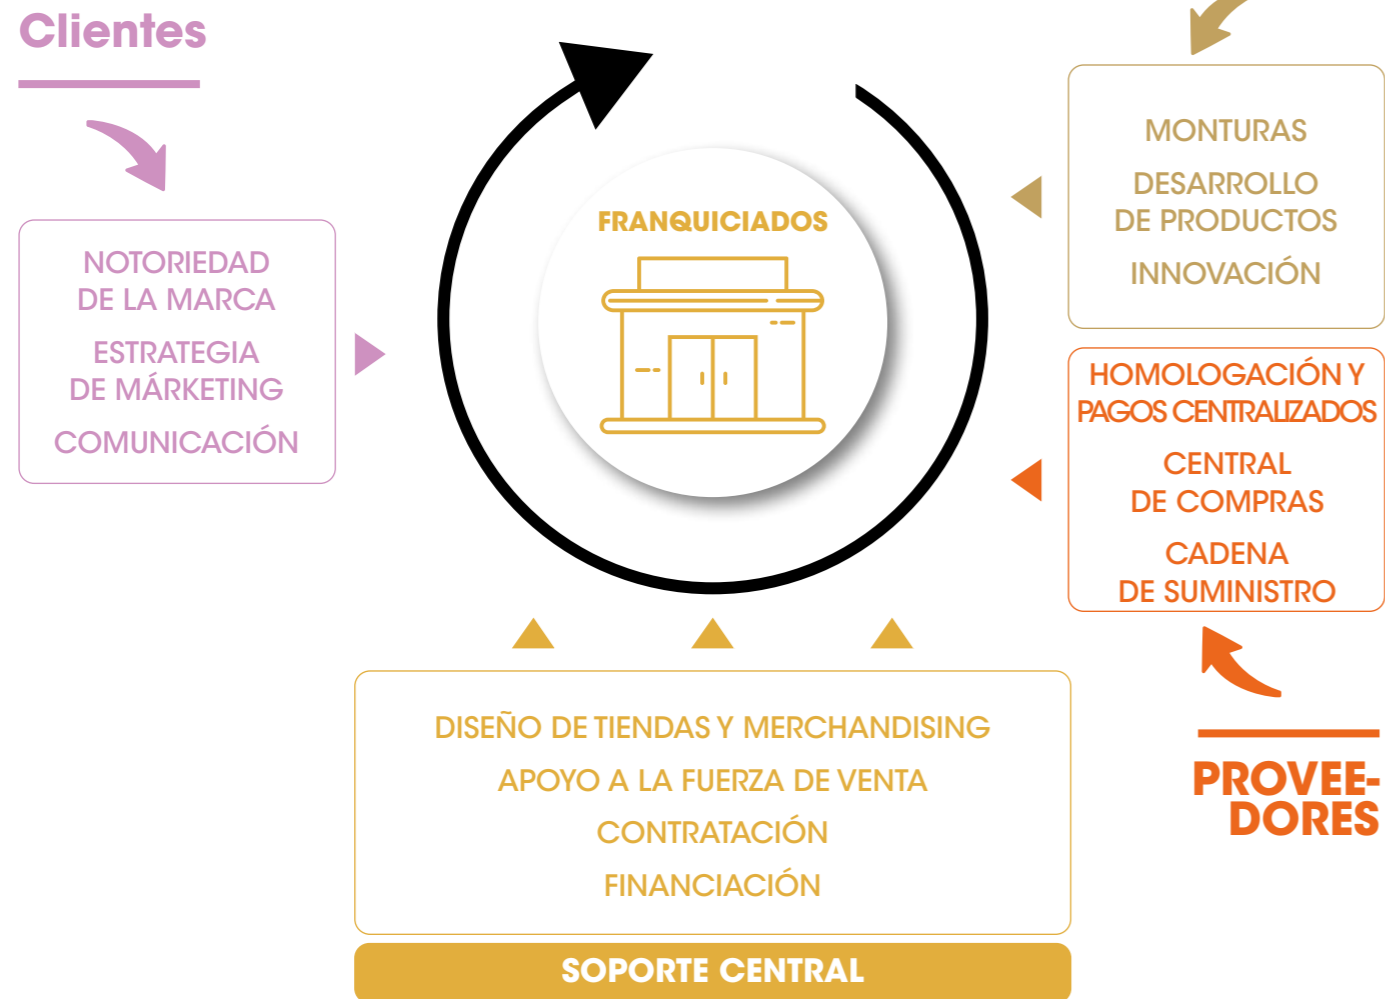 Clientes
NOTORIEDAD
DE LA MARCA
ESTRATEGIA
DE MÁRKETING
COMUNICACIÓN
FRANQUICIADOS
MONTURAS
DESARROLLO
DE PRODUCTOS
INNOVACIÓN
HOMOLOGACIÓN Y
PAGOS CENTRALIZADOS
CENTRAL
DE COMPRAS
CADENA
DE SUMINISTRO
PROVEE-
DORES
DISEÑO DE TIENDAS Y MERCHANDISING
APOYO A LA FUERZA DE VENTA
CONTRATACIÓN
FINANCIACIÓN
SOPORTE CENTRAL